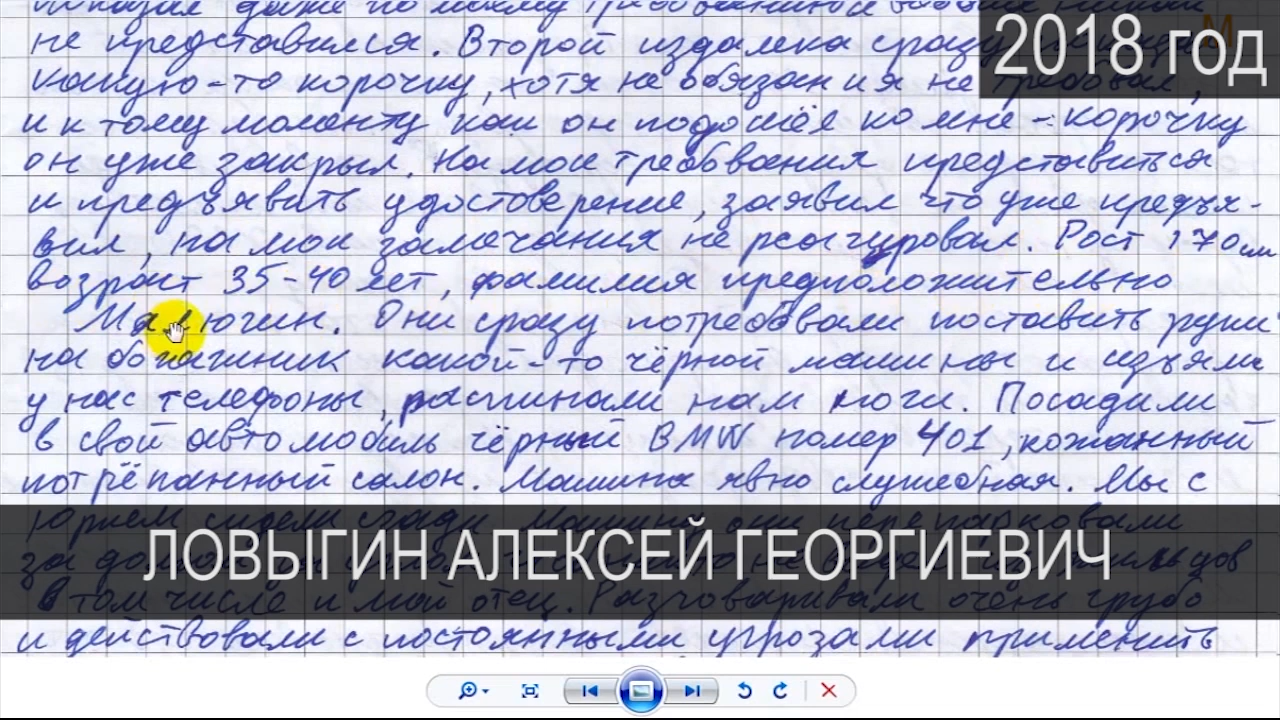 2018 год
не представился. Второй издалека сразу
какую-то корочку, хотя не обязан и я не требовал,
и к тому моменту как он подошёл ко мне - корочку
он уже закрыл. На мои требования представиться
и предъявить удостоверение, заявил что уже предъя-
вил, на мои замечания не реагировал. Рост 170 см
возраст 35-40 лет, фамилия предположительно
Малюгин. Они сразу потребовали поставить руки
на багажник какой-то чёрной машины и изъяли
у нас телефоны, распинали нам ноги. Посадили
в свой автомобиль чёрный BMW номер 401, кожанный
потрёпанный салон. Машина явно служебная. Мы с
ЛОВЫГИН АЛЕКСЕЙ ГЕОРГИЕВИЧ
в том числе и мой отец. Разговаривали очень грубо
и действовали с постоянными угрозами применить